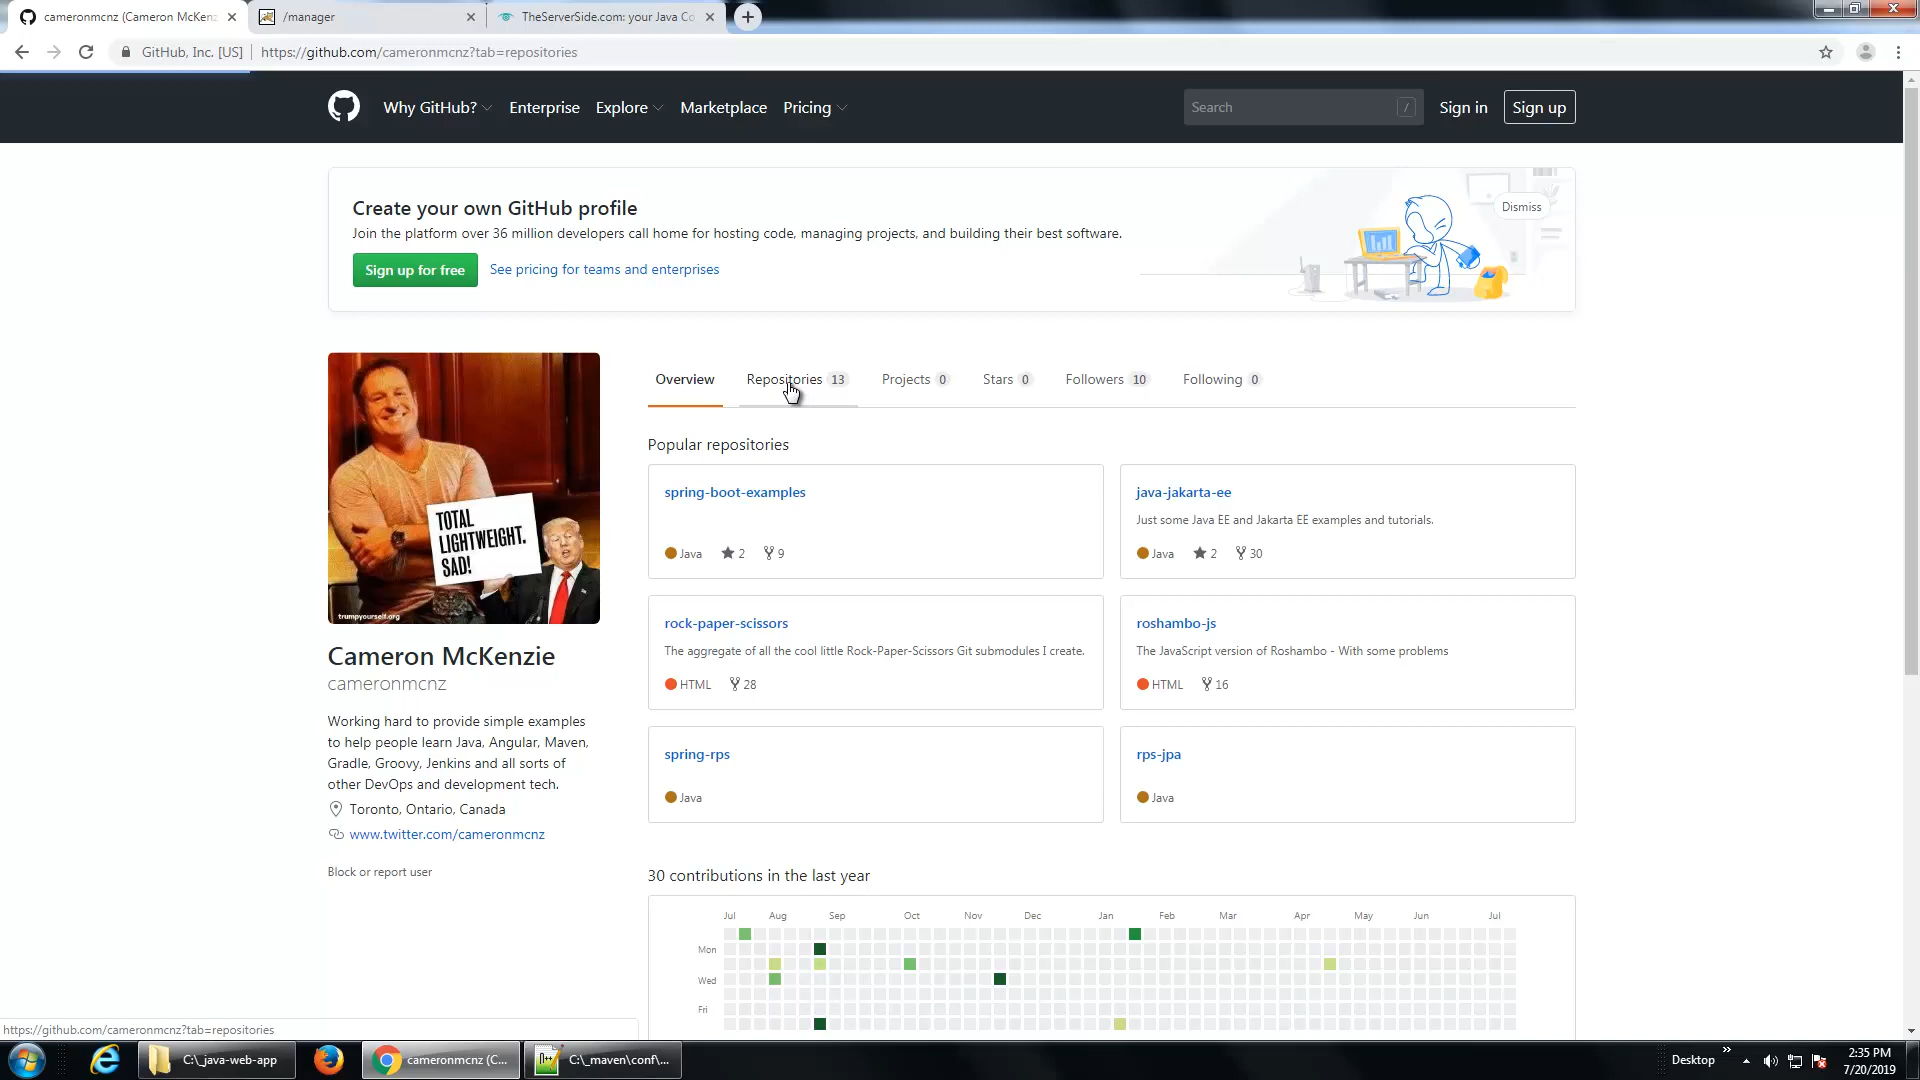 cameronmcnz (Cameron McKenz
/manager
TheServerSide.com: your Java Co
GitHub, Inc. [US]
https://github.com/cameronmcnz?tab=repositories
Why GitHub?
Enterprise
Explore
Marketplace
Pricing
Search
/
Sign in
Sign up
Create your own GitHub profile
Join the platform over 36 million developers call home for hosting code, managing projects, and building their best software.
Sign up for free
See pricing for teams and enterprises
Dismiss
TOTAL
LIGHTWEIGHT.
SAD!
trumpyourself.org
Cameron McKenzie
cameronmcnz
Working hard to provide simple examples
to help people learn Java, Angular, Maven,
Gradle, Groovy, Jenkins and all sorts of
other DevOps and development tech.
Toronto, Ontario, Canada
www.twitter.com/cameronmcnz
Block or report user
Overview
Repositories 13
Projects 0
Stars 0
Followers 10
Following 0
Popular repositories
spring-boot-examples
Java 2 9
java-jakarta-ee
Just some Java EE and Jakarta EE examples and tutorials.
Java 2 30
rock-paper-scissors
The aggregate of all the cool little Rock-Paper-Scissors Git submodules I create.
HTML 28
roshambo-js
The JavaScript version of Roshambo - With some problems
HTML 16
spring-rps
Java
rps-jpa
Java
30 contributions in the last year
Jul Aug Sep Oct Nov Dec Jan Feb Mar Apr May Jun Jul
Mon
Wed
Fri
https://github.com/cameronmcnz?tab=repositories
C:\_java-web-app
cameronmcnz (C...
C:\_maven\conf\...
Desktop
2:35 PM
7/20/2019